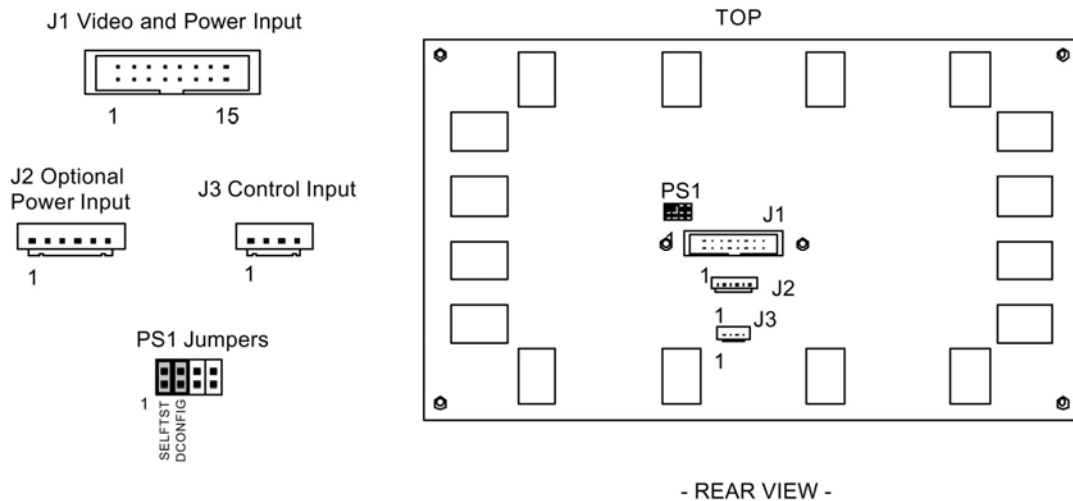 J1 Video and Power Input
1 15
J2 Optional
Power Input
1
J3 Control Input
1
PS1 Jumpers
1
SELFTST
DCONFIG
TOP
PS1
J1
1
J2
1
J3
1
- REAR VIEW -